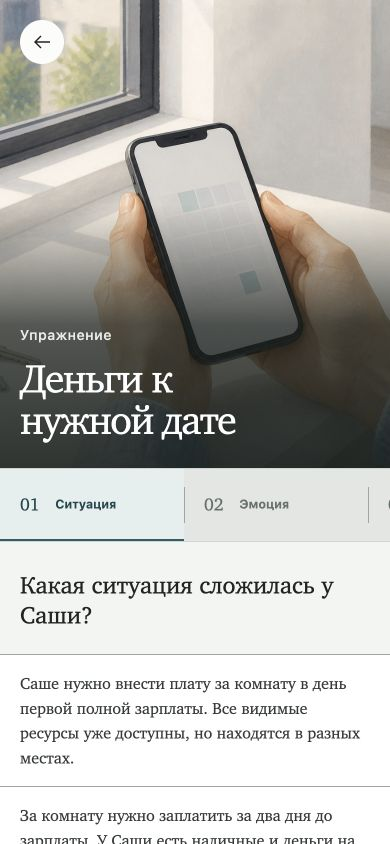 Упражнение
Деньги к
нужной дате
01 Ситуация
02 Эмоция
Какая ситуация сложилась у
Саши?
Саше нужно внести плату за комнату в день
первой полной зарплаты. Все видимые
ресурсы уже доступны, но находятся в разных
местах.
За комнату нужно заплатить за два дня до
зарплаты. У Саши есть наличные и деньги на